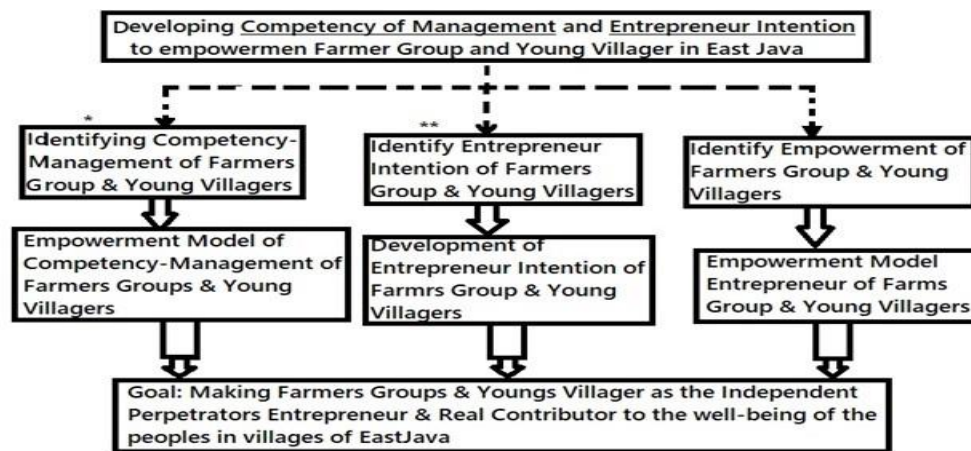 Developing Competency of Management and Entrepreneur Intention
to empowermen Farmer Group and Young Villager in East Java
*
Identifying Competency-
Management of Farmers
Group & Young Villagers
**
Identify Entrepreneur
Intention of Farmers
Group & Young Villagers
Identify Empowerment of
Farmers Group & Young
Villagers
Empowerment Model of
Competency-Management of
Farmers Groups & Young
Villagers
Development of
Entrepreneur Intention of
Farmrs Group & Young
Villagers
Empowerment Model
Entrepreneur of Farms
Group & Young Villagers
Goal: Making Farmers Groups & Youngs Villager as the Independent
Perpetrators Entrepreneur & Real Contributor to the well-being of the
peoples in villages of EastJava